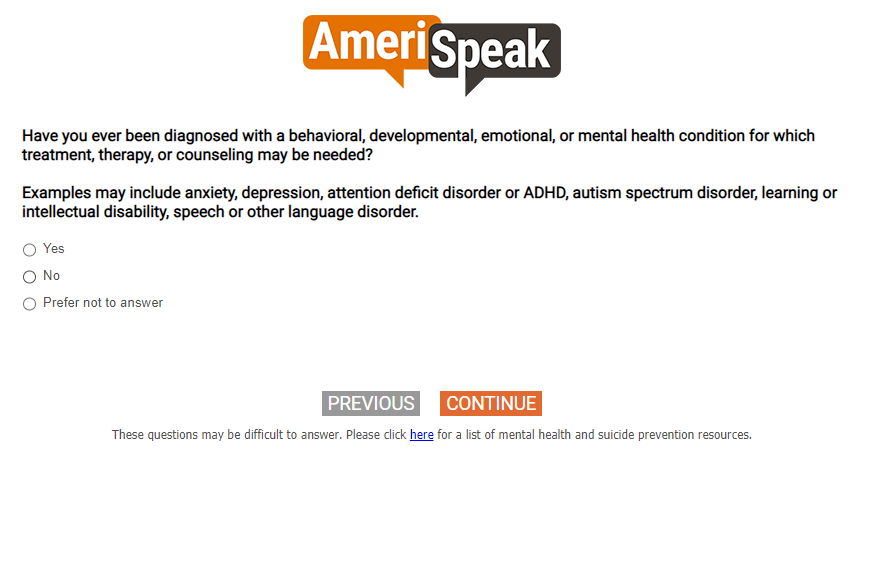 AmeriSpeak
Have you ever been diagnosed with a behavioral, developmental, emotional, or mental health condition for which
treatment, therapy, or counseling may be needed?
Examples may include anxiety, depression, attention deficit disorder or ADHD, autism spectrum disorder, learning or
intellectual disability, speech or other language disorder.
Yes
No
Prefer not to answer
PREVIOUS CONTINUE
These questions may be difficult to answer. Please click here for a list of mental health and suicide prevention resources.